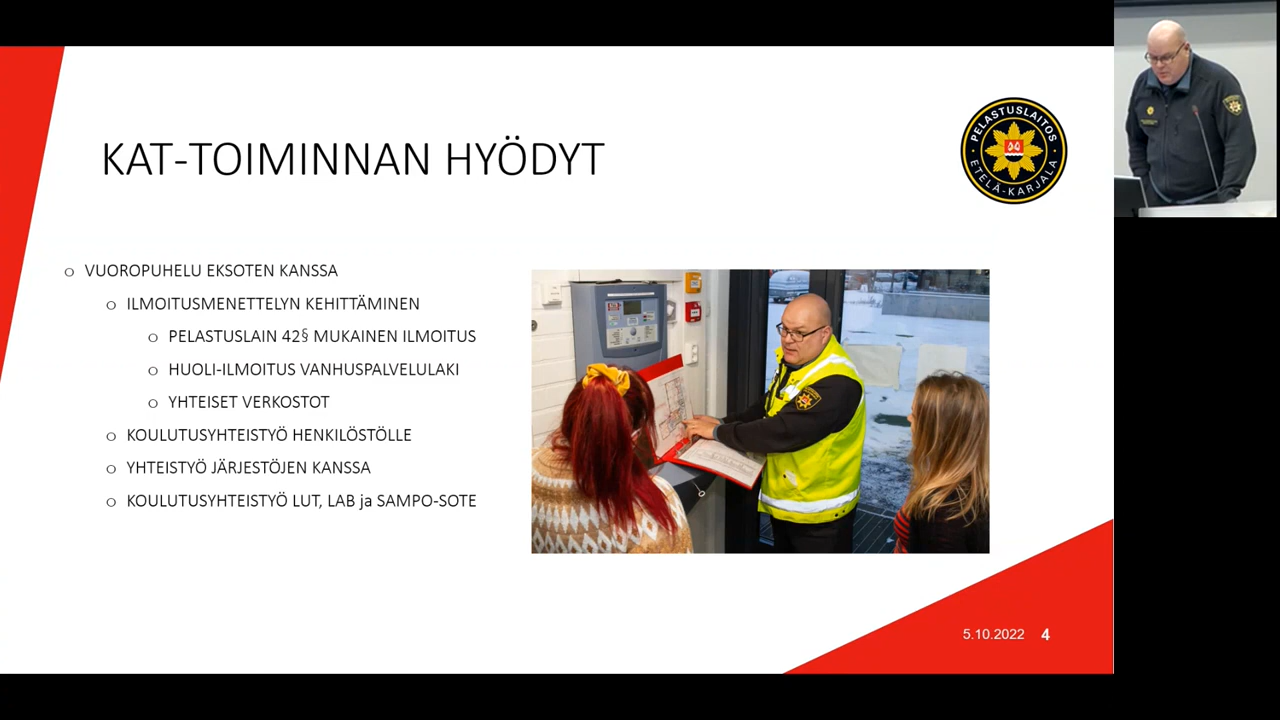 KAT-TOIMINNAN HYÖDYT
PELASTUSLAITOS
ETELÄ-KARJALA
o VUOROPUHELU EKSOTEN KANSSA
o ILMOITUSMENETTELYN KEHITTÄMINEN
o PELASTUSLAIN 42§ MUKAINEN ILMOITUS
o HUOLI-ILMOITUS VANHUSPALVELULAKI
o YHTEISET VERKOSTOT
o KOULUTUSYHTEISTYÖ HENKILÖSTÖLLE
o YHTEISTYÖ JÄRJESTÖJEN KANSSA
o KOULUTUSYHTEISTYÖ LUT, LAB ja SAMPO-SOTE
5.10.2022 4